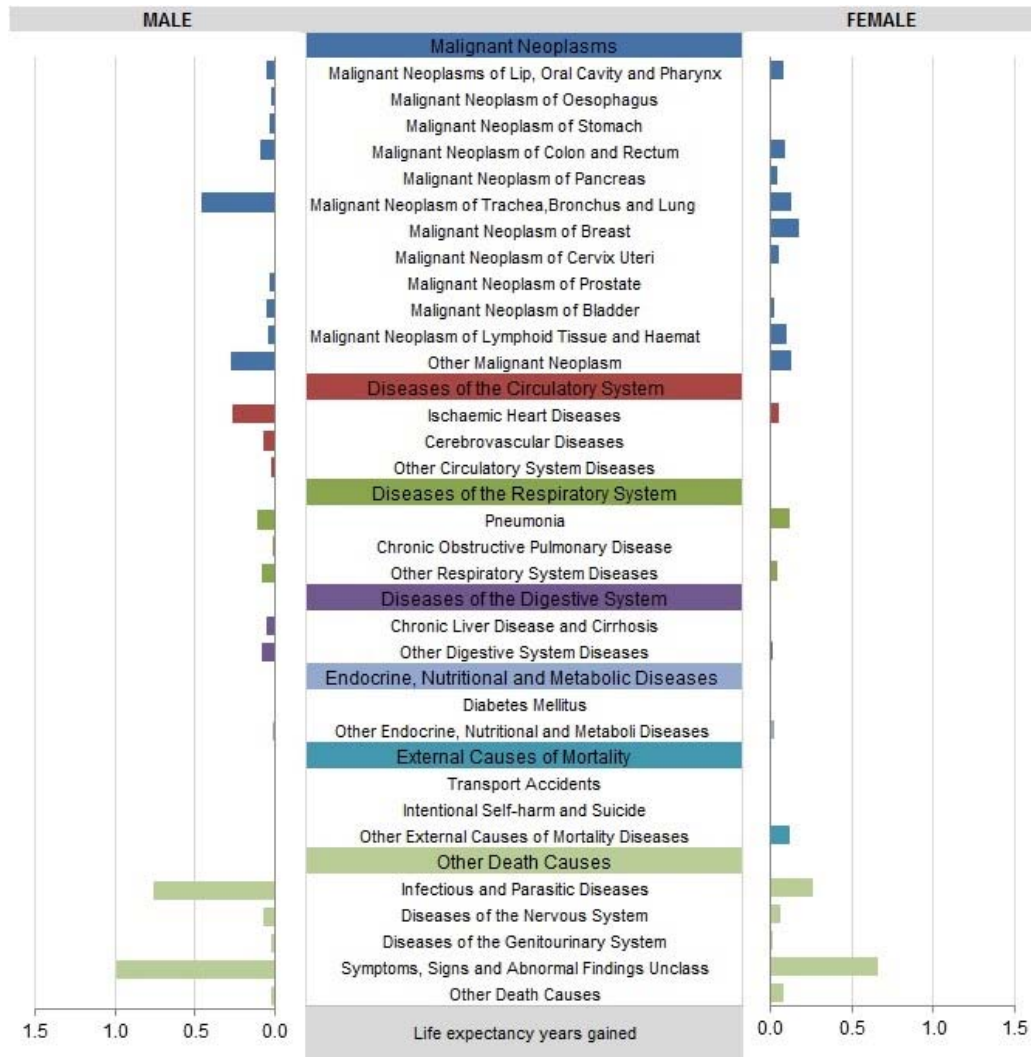 MALE
FEMALE
Malignant Neoplasms
Malignant Neoplasms of Lip, Oral Cavity and Pharynx
Malignant Neoplasm of Oesophagus
Malignant Neoplasm of Stomach
Malignant Neoplasm of Colon and Rectum
Malignant Neoplasm of Pancreas
Malignant Neoplasm of Trachea,Bronchus and Lung
Malignant Neoplasm of Breast
Malignant Neoplasm of Cervix Uteri
Malignant Neoplasm of Prostate
Malignant Neoplasm of Bladder
Malignant Neoplasm of Lymphoid Tissue and Haemat
Other Malignant Neoplasm
Diseases of the Circulatory System
Ischaemic Heart Diseases
Cerebrovascular Diseases
Other Circulatory System Diseases
Diseases of the Respiratory System
Pneumonia
Chronic Obstructive Pulmonary Disease
Other Respiratory System Diseases
Diseases of the Digestive System
Chronic Liver Disease and Cirrhosis
Other Digestive System Diseases
Endocrine, Nutritional and Metabolic Diseases
Diabetes Mellitus
Other Endocrine, Nutritional and Metaboli Diseases
External Causes of Mortality
Transport Accidents
Intentional Self-harm and Suicide
Other External Causes of Mortality Diseases
Other Death Causes
Infectious and Parasitic Diseases
Diseases of the Nervous System
Diseases of the Genitourinary System
Symptoms, Signs and Abnormal Findings Unclass
Other Death Causes
1.5 1.0 0.5 0.0
Life expectancy years gained
0.0 0.5 1.0 1.5